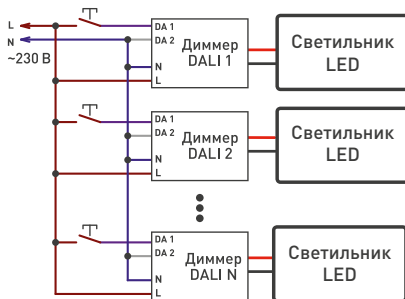 L
N
~230 В
DA 1
DA 2
N
L
Диммер
DALI 1
Светильник
LED
DA 1
DA 2
N
L
Диммер
DALI 2
Светильник
LED
DA 1
DA 2
N
L
Диммер
DALI N
Светильник
LED